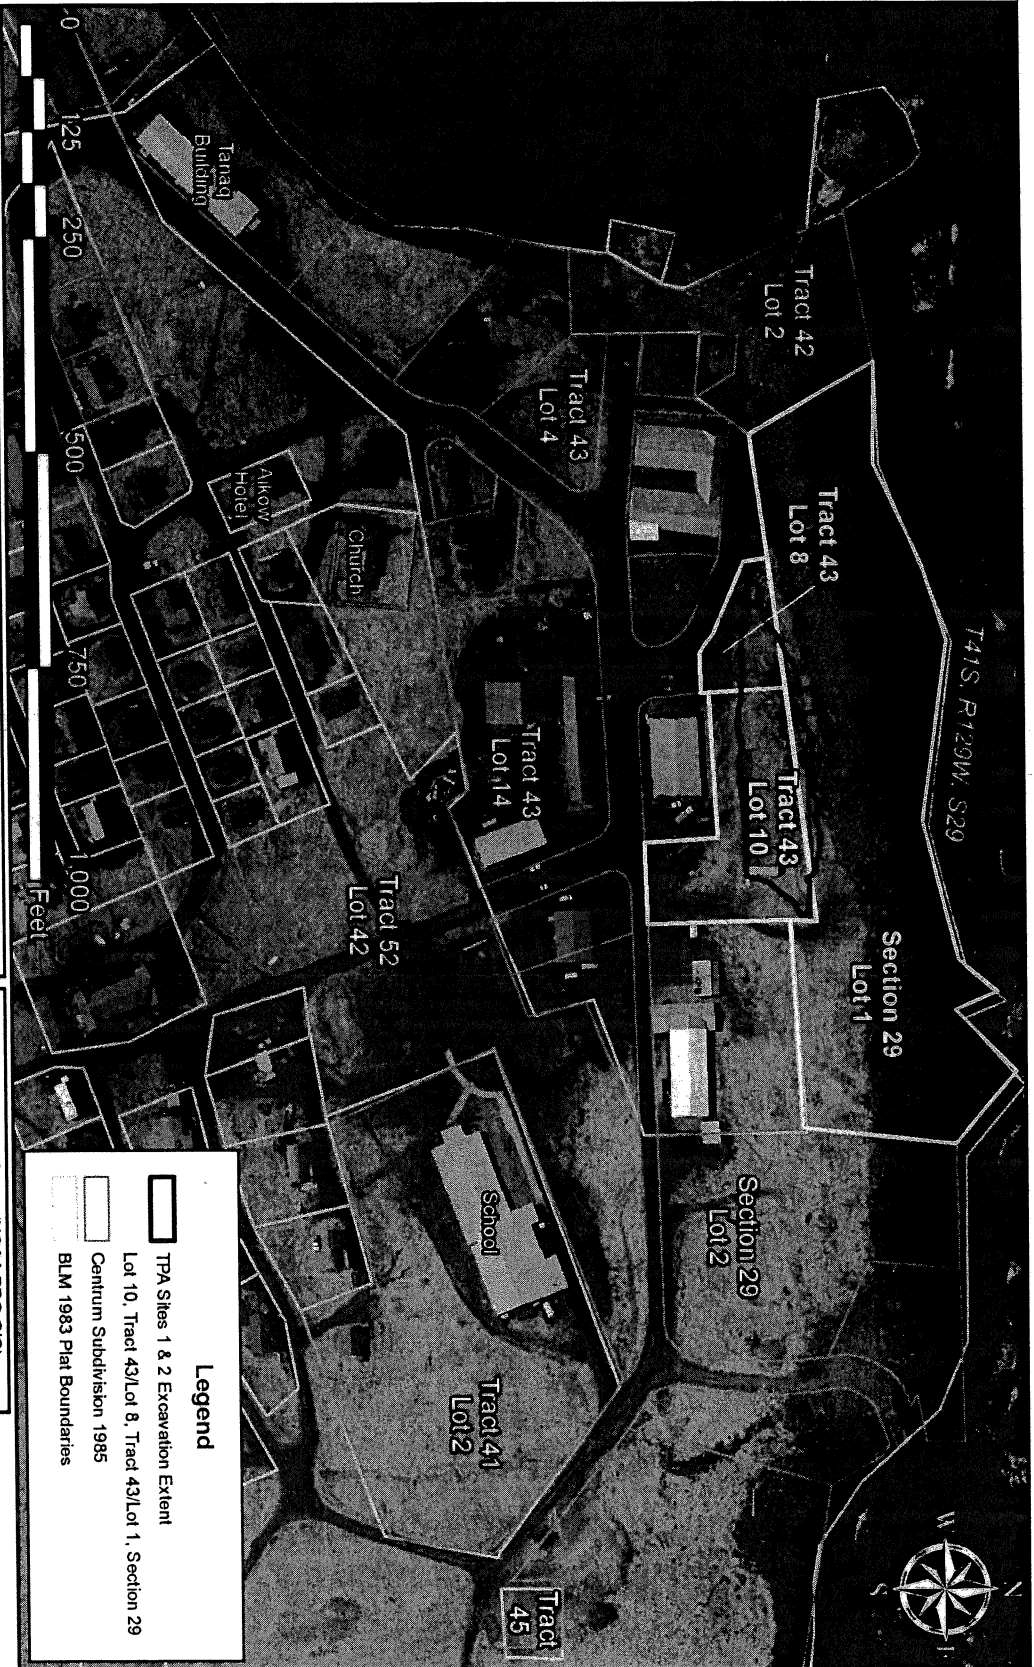 T41S, R129W, S29
Tract 42
Lot 2
Tract 43
Lot 8
Section 29
Lot 1
Tract 43
Lot 10
Tract 43
Lot 4
Tract 43
Lot 14
Section 29
Lot 2
Tanaq
Building
Church
Hotel
Tract 52
Lot 42
School
Tract 41
Lot 2
Tract
45
W
N
S
0
125
250
500
750
1,000
Feet
Legend
TPA Sites 1 & 2 Excavation Extent
Lot 10, Tract 43/Lot 8, Tract 43/Lot 1, Section 29
Centrum Subdivision 1985
BLM 1983 Plat Boundaries